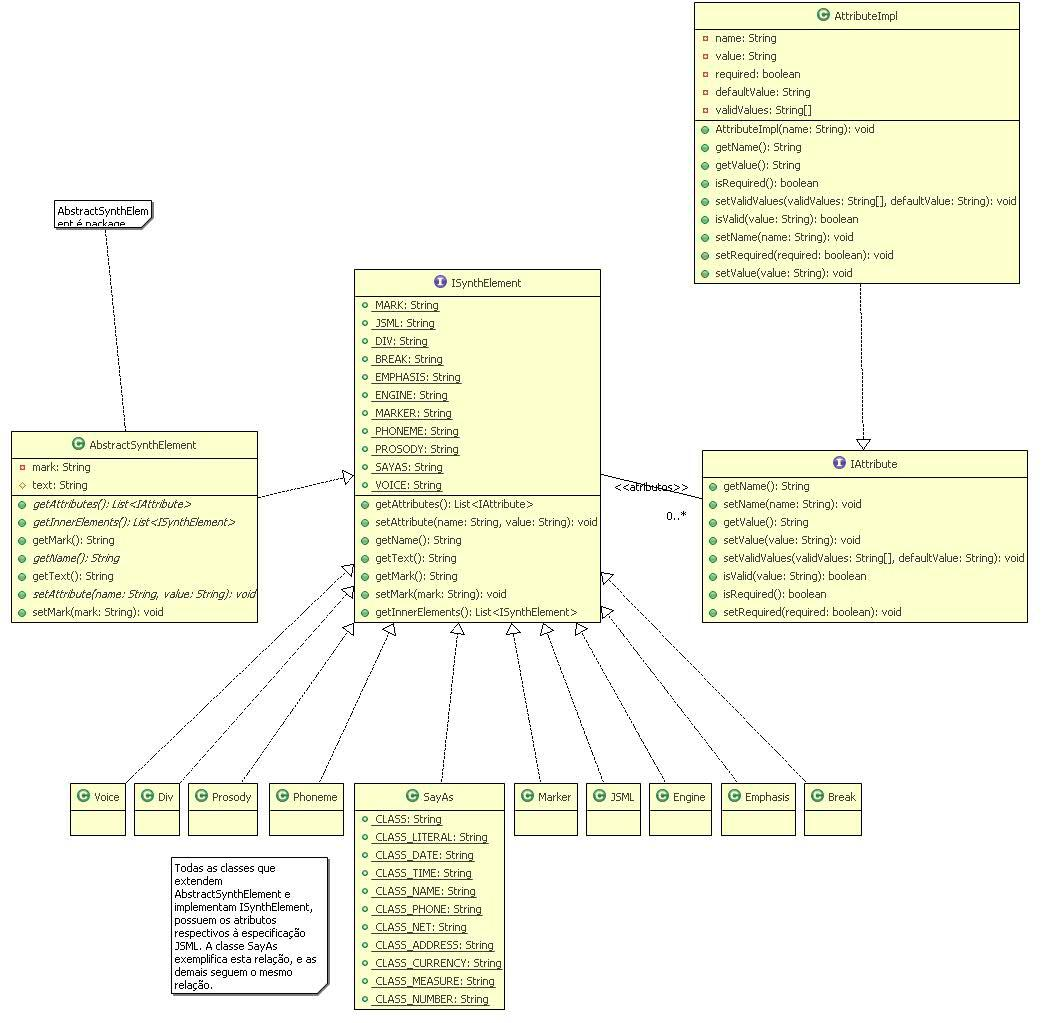 AttributeImpl
name: String
value: String
required: boolean
defaultValue: String
validValues: String[]
AttributeImpl(name: String): void
getName(): String
getValue(): String
isRequired(): boolean
setValidValues(validValues: String[], defaultValue: String): void
isValid(value: String): boolean
setName(name: String): void
setRequired(required: boolean): void
setValue(value: String): void
AbstractSynthElem
ent é package
ISynthElement
MARK: String
JSML: String
DIV: String
BREAK: String
EMPHASIS: String
ENGINE: String
MARKER: String
PHONEME: String
PROSODY: String
SAYAS: String
VOICE: String
getAttributes(): List<IAttribute>
setAttribute(name: String, value: String): void
getName(): String
getText(): String
getMark(): String
setMark(mark: String): void
getInnerElements(): List<ISynthElement>
AbstractSynthElement
mark: String
text: String
getAttributes(): List<IAttribute>
getInnerElements(): List<ISynthElement>
getMark(): String
getName(): String
getText(): String
setAttribute(name: String, value: String): void
setMark(mark: String): void
<<atributos>>
0..*
IAttribute
getName(): String
setName(name: String): void
getValue(): String
setValue(value: String): void
setValidValues(validValues: String[], defaultValue: String): void
isValid(value: String): boolean
isRequired(): boolean
setRequired(required: boolean): void
Voice
Div
Prosody
Phoneme
SayAs
Marker
JSML
Engine
Emphasis
Break
CLASS: String
CLASS_LITERAL: String
CLASS_DATE: String
CLASS_TIME: String
CLASS_NAME: String
CLASS_PHONE: String
CLASS_NET: String
CLASS_ADDRESS: String
CLASS_CURRENCY: String
CLASS_MEASURE: String
CLASS_NUMBER: String
Todas as classes que
extendem
AbstractSynthElement e
implementam ISynthElement,
possuem os atributos
respectivos à especificação
JSML. A classe SayAs
exemplifica esta relação, e as
demais seguem o mesmo
relação.